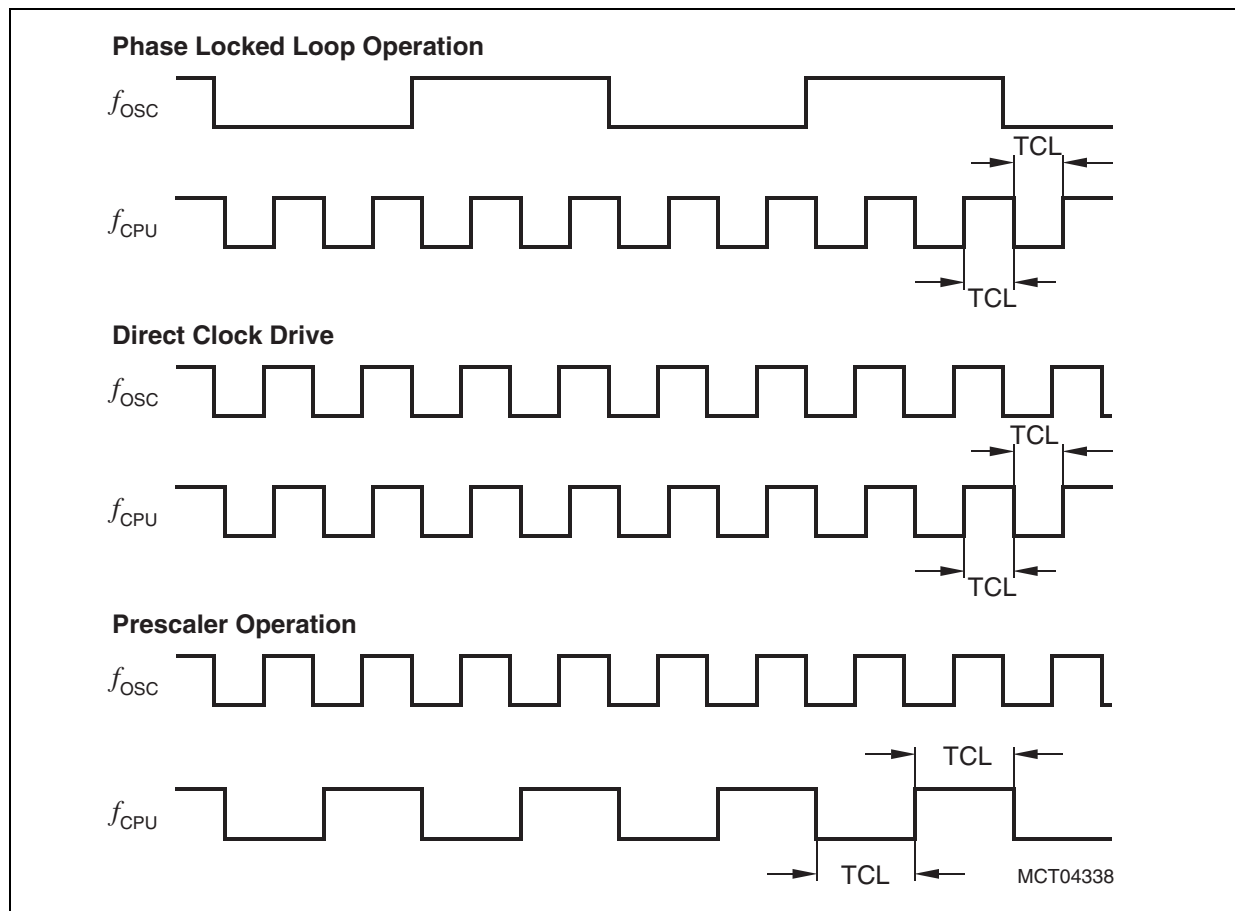 Phase Locked Loop Operation
fOSC
TCL
fCPU
TCL
Direct Clock Drive
fOSC
TCL
fCPU
TCL
Prescaler Operation
fOSC
TCL
fCPU
TCL
MCT04338